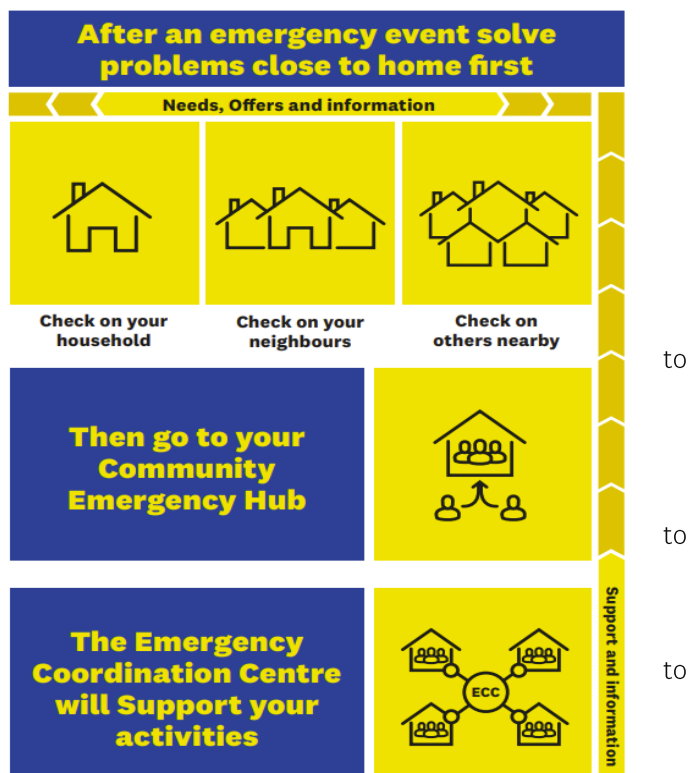 After an emergency event solve
problems close to home first
Needs, Offers and information
Check on your
household
Check on your
neighbours
Check on
others nearby
to
Then go to your
Community
Emergency Hub
to
The Emergency
Coordination Centre
will Support your
activities
ECC
Support and information
to